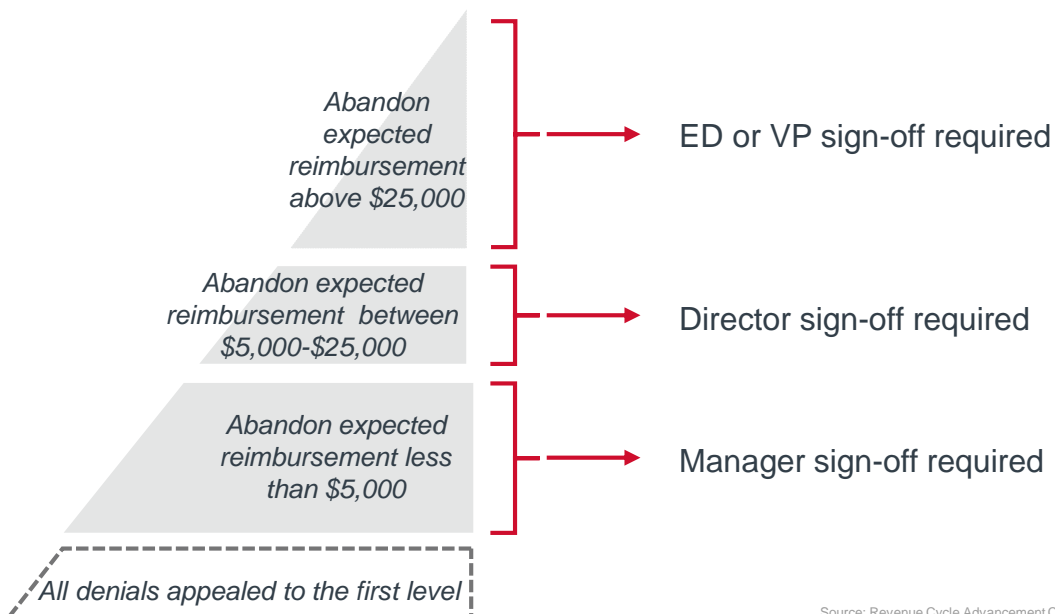 Abandon
expected
reimbursement
above $25,000
ED or VP sign-off required
Abandon expected
reimbursement between
$5,000-$25,000
Director sign-off required
Abandon expected
reimbursement less
than $5,000
Manager sign-off required
All denials appealed to the first level
Source: Revenue Cycle Advancement